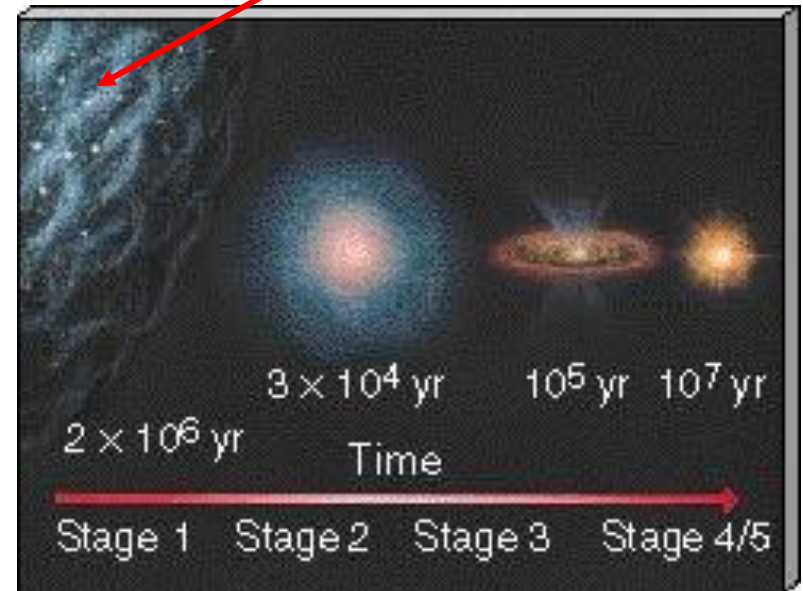 3 × 10⁴ yr 10⁵ yr 10⁷ yr
2 × 10⁶ yr
Time
Stage 1 Stage 2 Stage 3 Stage 4/5